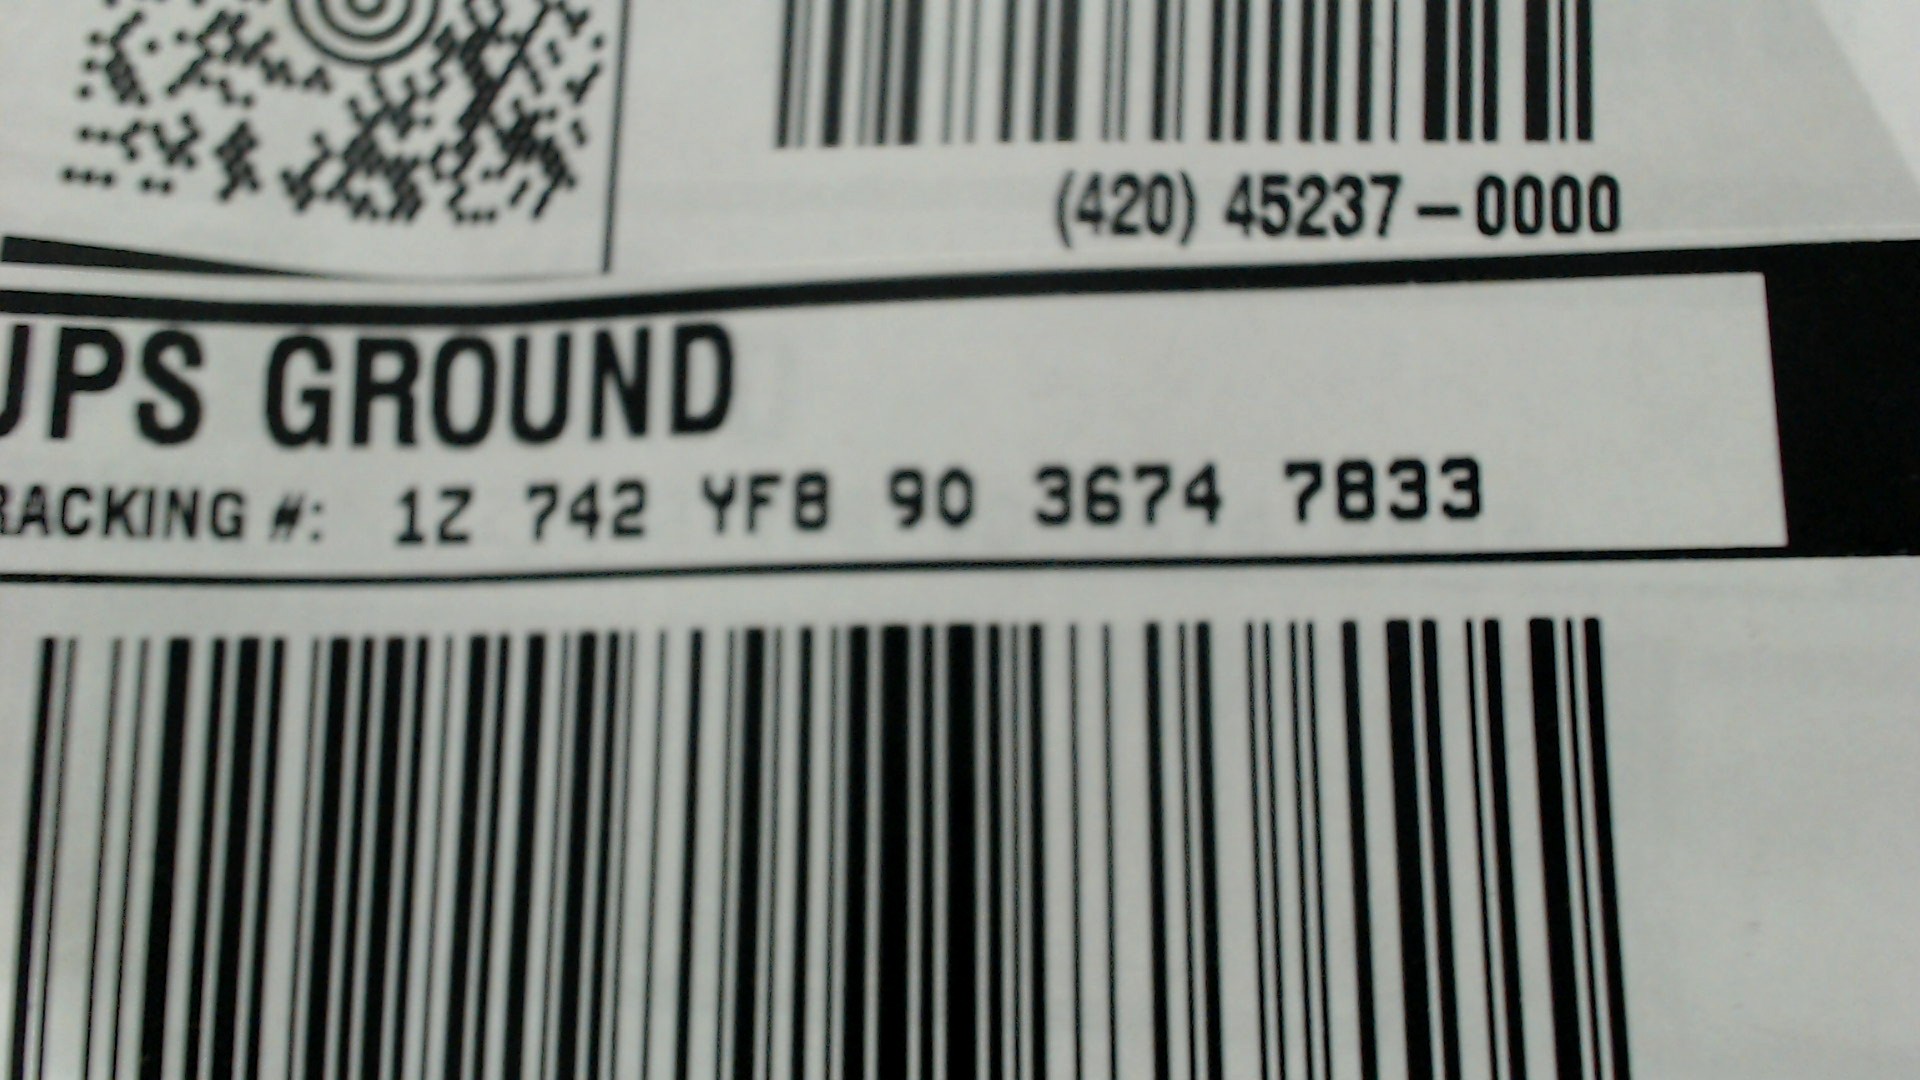 (420) 45237-0000
UPS GROUND
TRACKING #: 1Z 742 YF8 90 3674 7833